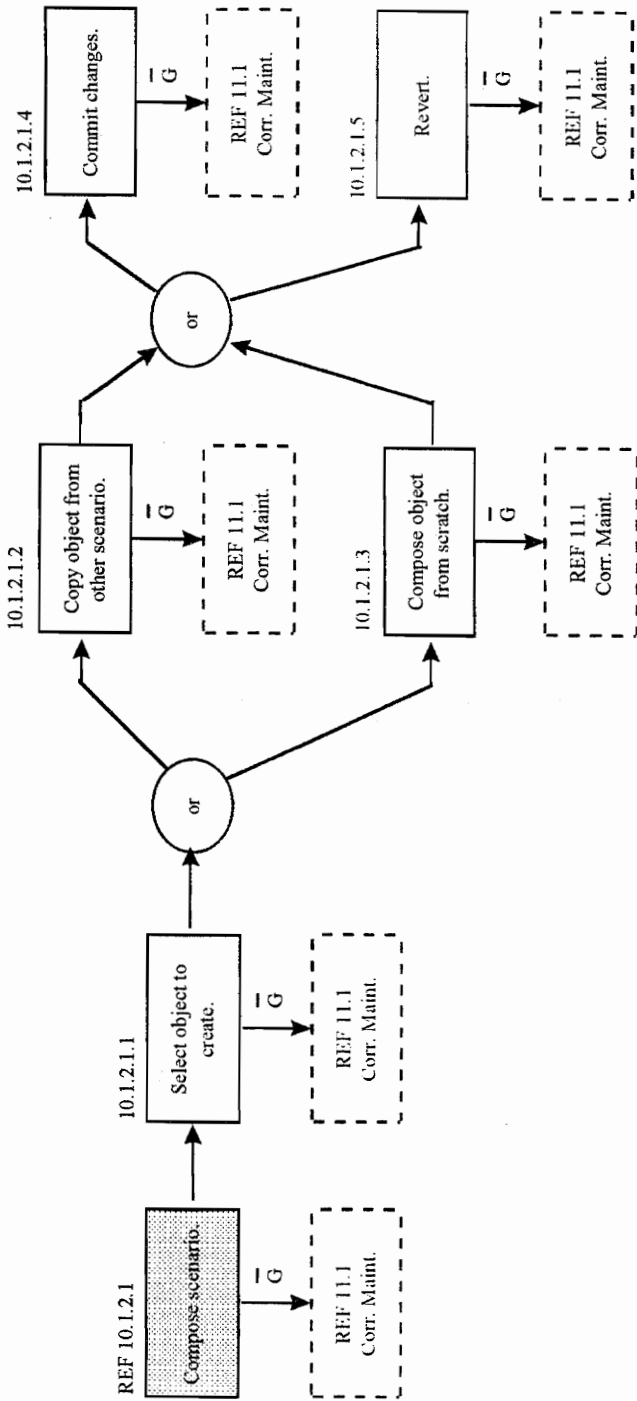 REF 10.1.2.1
Compose scenario.
G
REF 11.1
Corr. Maint.
10.1.2.1.1
Select object to
create.
G
REF 11.1
Corr. Maint.
or
10.1.2.1.2
Copy object from
other scenario.
G
REF 11.1
Corr. Maint.
10.1.2.1.3
Compose object
from scratch.
G
REF 11.1
Corr. Maint.
or
10.1.2.1.4
Commit changes.
G
REF 11.1
Corr. Maint.
10.1.2.1.5
Revert.
G
REF 11.1
Corr. Maint.